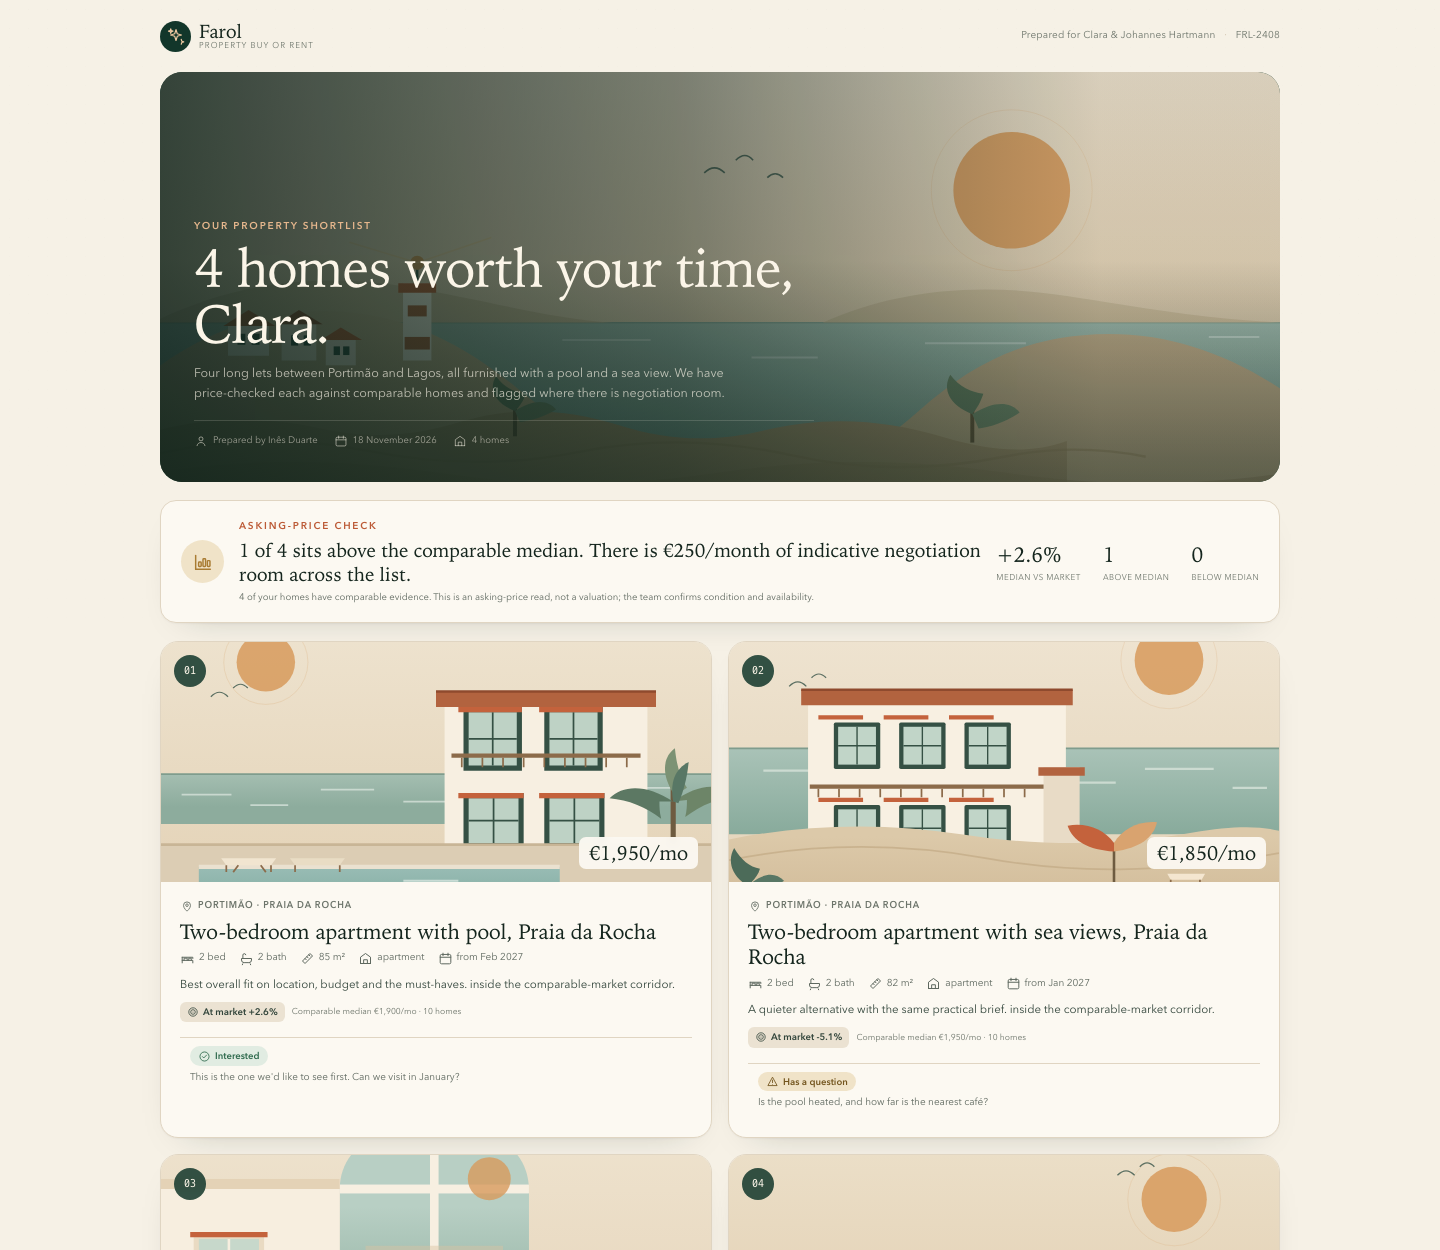 Farol
PROPERTY BUY OR RENT
Prepared for Clara & Johannes Hartmann · FRL-2408
YOUR PROPERTY SHORTLIST
4 homes worth your time,
Clara.
Four long lets between Portimão and Lagos, all furnished with a pool and a sea view. We have
price-checked each against comparable homes and flagged where there is negotiation room.
Prepared by Inês Duarte 18 November 2026 4 homes
ASKING-PRICE CHECK
1 of 4 sits above the comparable median. There is €250/month of indicative negotiation
room across the list.
4 of your homes have comparable evidence. This is an asking-price read, not a valuation; the team confirms condition and availability.
+2.6%
MEDIAN VS MARKET
1
ABOVE MEDIAN
0
BELOW MEDIAN
01
€1,950/mo
PORTIMÃO · PRAIA DA ROCHA
Two-bedroom apartment with pool, Praia da Rocha
2 bed 2 bath 85 m² apartment from Feb 2027
Best overall fit on location, budget and the must-haves. inside the comparable-market corridor.
At market +2.6% Comparable median €1,900/mo · 10 homes
Interested
This is the one we'd like to see first. Can we visit in January?
02
€1,850/mo
PORTIMÃO · PRAIA DA ROCHA
Two-bedroom apartment with sea views, Praia da
Rocha
2 bed 2 bath 82 m² apartment from Jan 2027
A quieter alternative with the same practical brief. inside the comparable-market corridor.
At market -5.1% Comparable median €1,950/mo · 10 homes
Has a question
Is the pool heated, and how far is the nearest café?
03
04